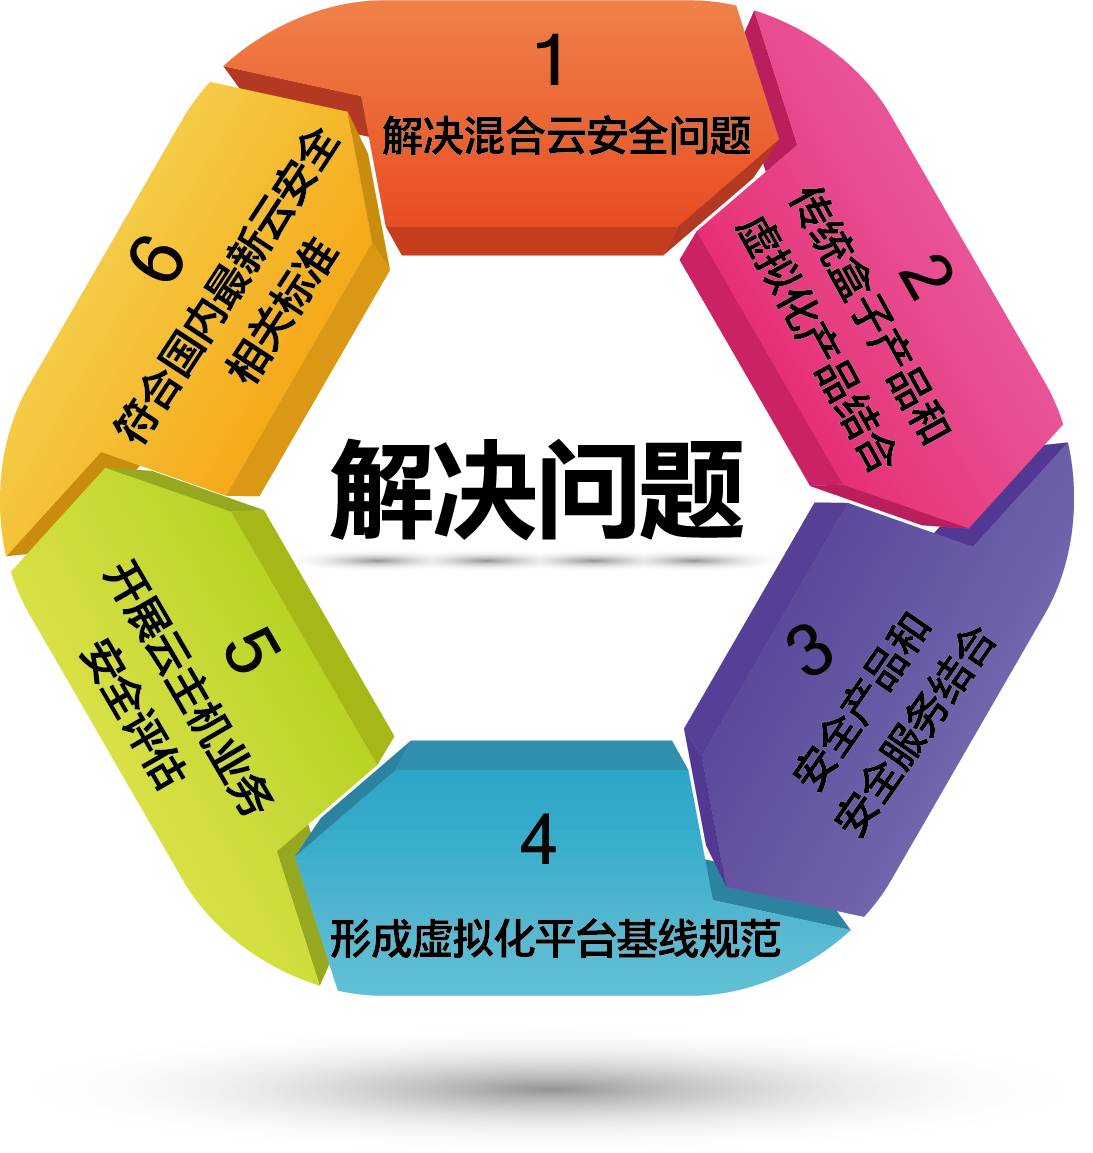 1
解决混合云安全问题
2
传统盒子产品和
虚拟化产品结合
3
安全产品和
安全服务结合
4
形成虚拟化平台基线规范
5
开展云主机业务
安全评估
6
符合国内最新云安全
相关标准
解决问题